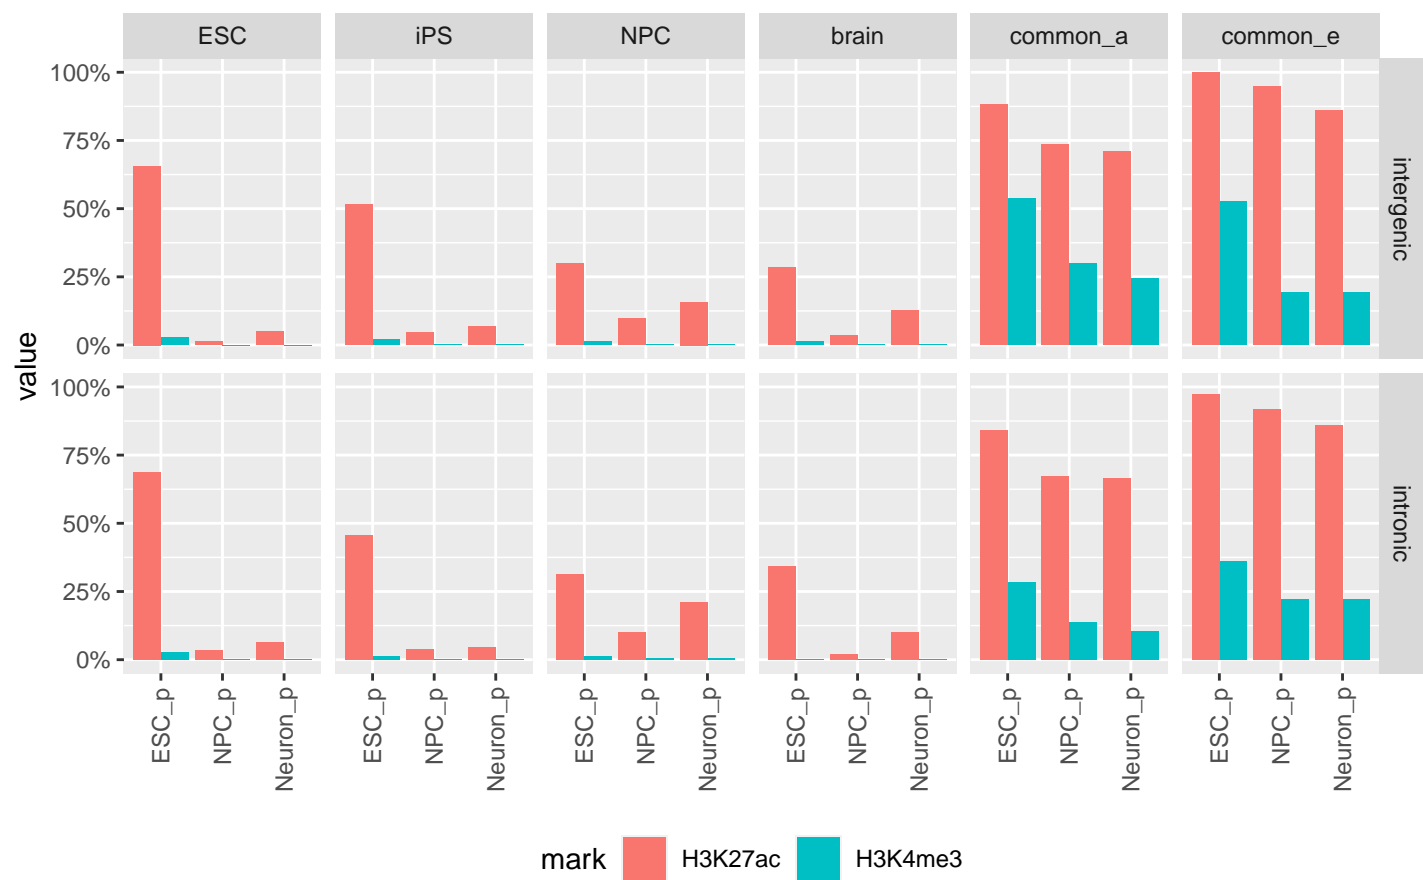 ESC iPS NPC brain common_a common_e
100%
75%
50%
25%
0%
intergenic
value
100%
75%
50%
25%
0%
intronic
ESC_p NPC_p Neuron_p ESC_p NPC_p Neuron_p ESC_p NPC_p Neuron_p ESC_p NPC_p Neuron_p ESC_p NPC_p Neuron_p ESC_p NPC_p Neuron_p
mark H3K27ac H3K4me3